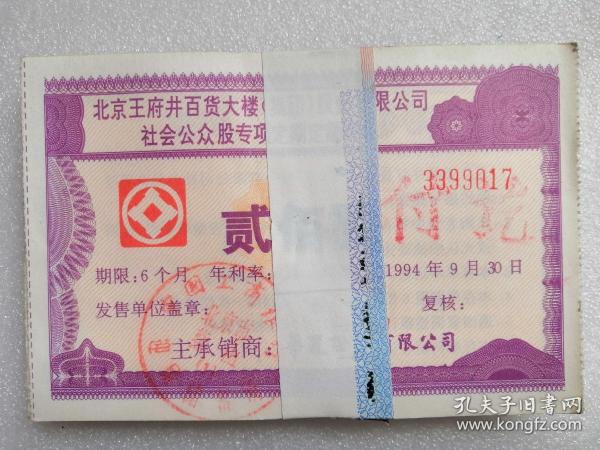 北京王府井百货大楼 限公司
社会公众股专项
3399017
贰
期限:6个月 年利率: 1994年9月30日
发售单位盖章: 复核:
主承销商: 有限公司
孔夫子旧书网
www.kongfz.com